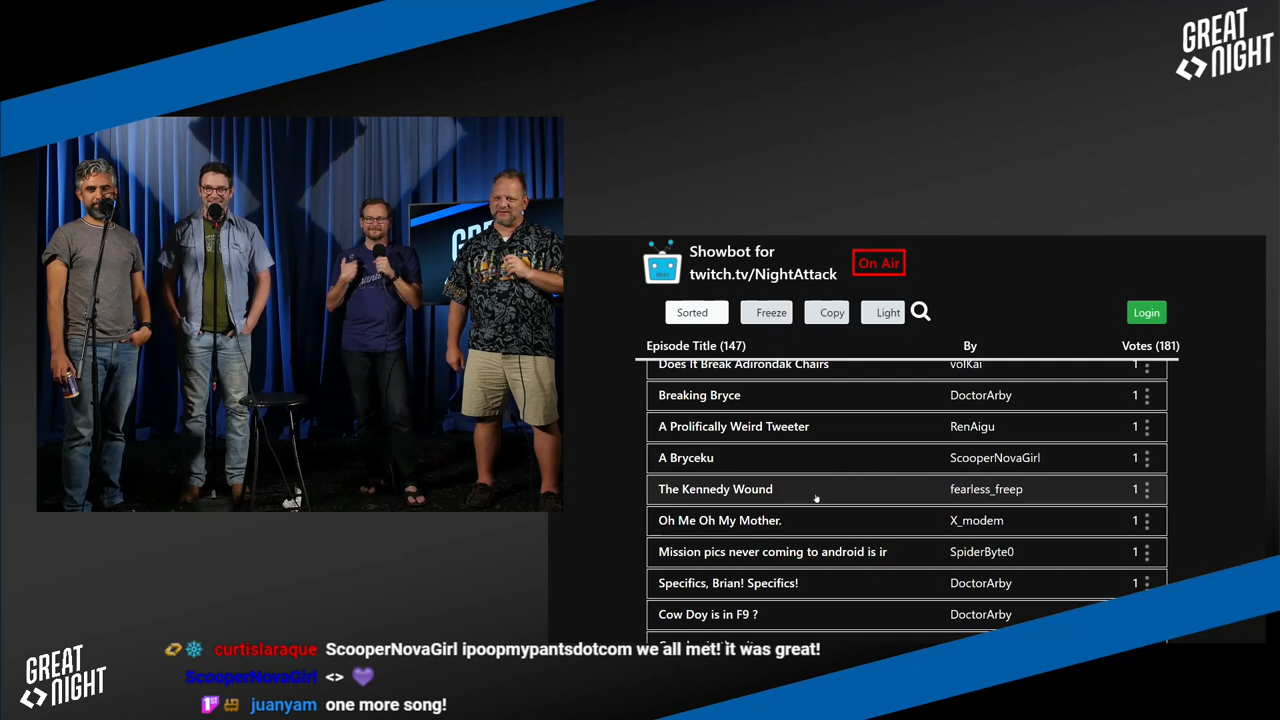 GREAT
NIGHT
Showbot for
twitch.tv/NightAttack
On Air
Sorted
Freeze
Copy
Light
Login
Episode Title (147) By Votes (181)
Does It Break Adirondak Chairs volKai 1
Breaking Bryce DoctorArby 1
A Prolifically Weird Tweeter RenAigu 1
A Bryceku ScooperNovaGirl 1
The Kennedy Wound fearless_freep 1
Oh Me Oh My Mother. X_modem 1
Mission pics never coming to android is ir SpiderByte0 1
Specifics, Brian! Specifics! DoctorArby 1
Cow Doy is in F9 ? DoctorArby
GREAT
NIGHT
curtislaraque ScooperNovaGirl ipoopmypantsdotcom we all met! it was great!
ScooperNovaGirl <>
1ST juanyam one more song!